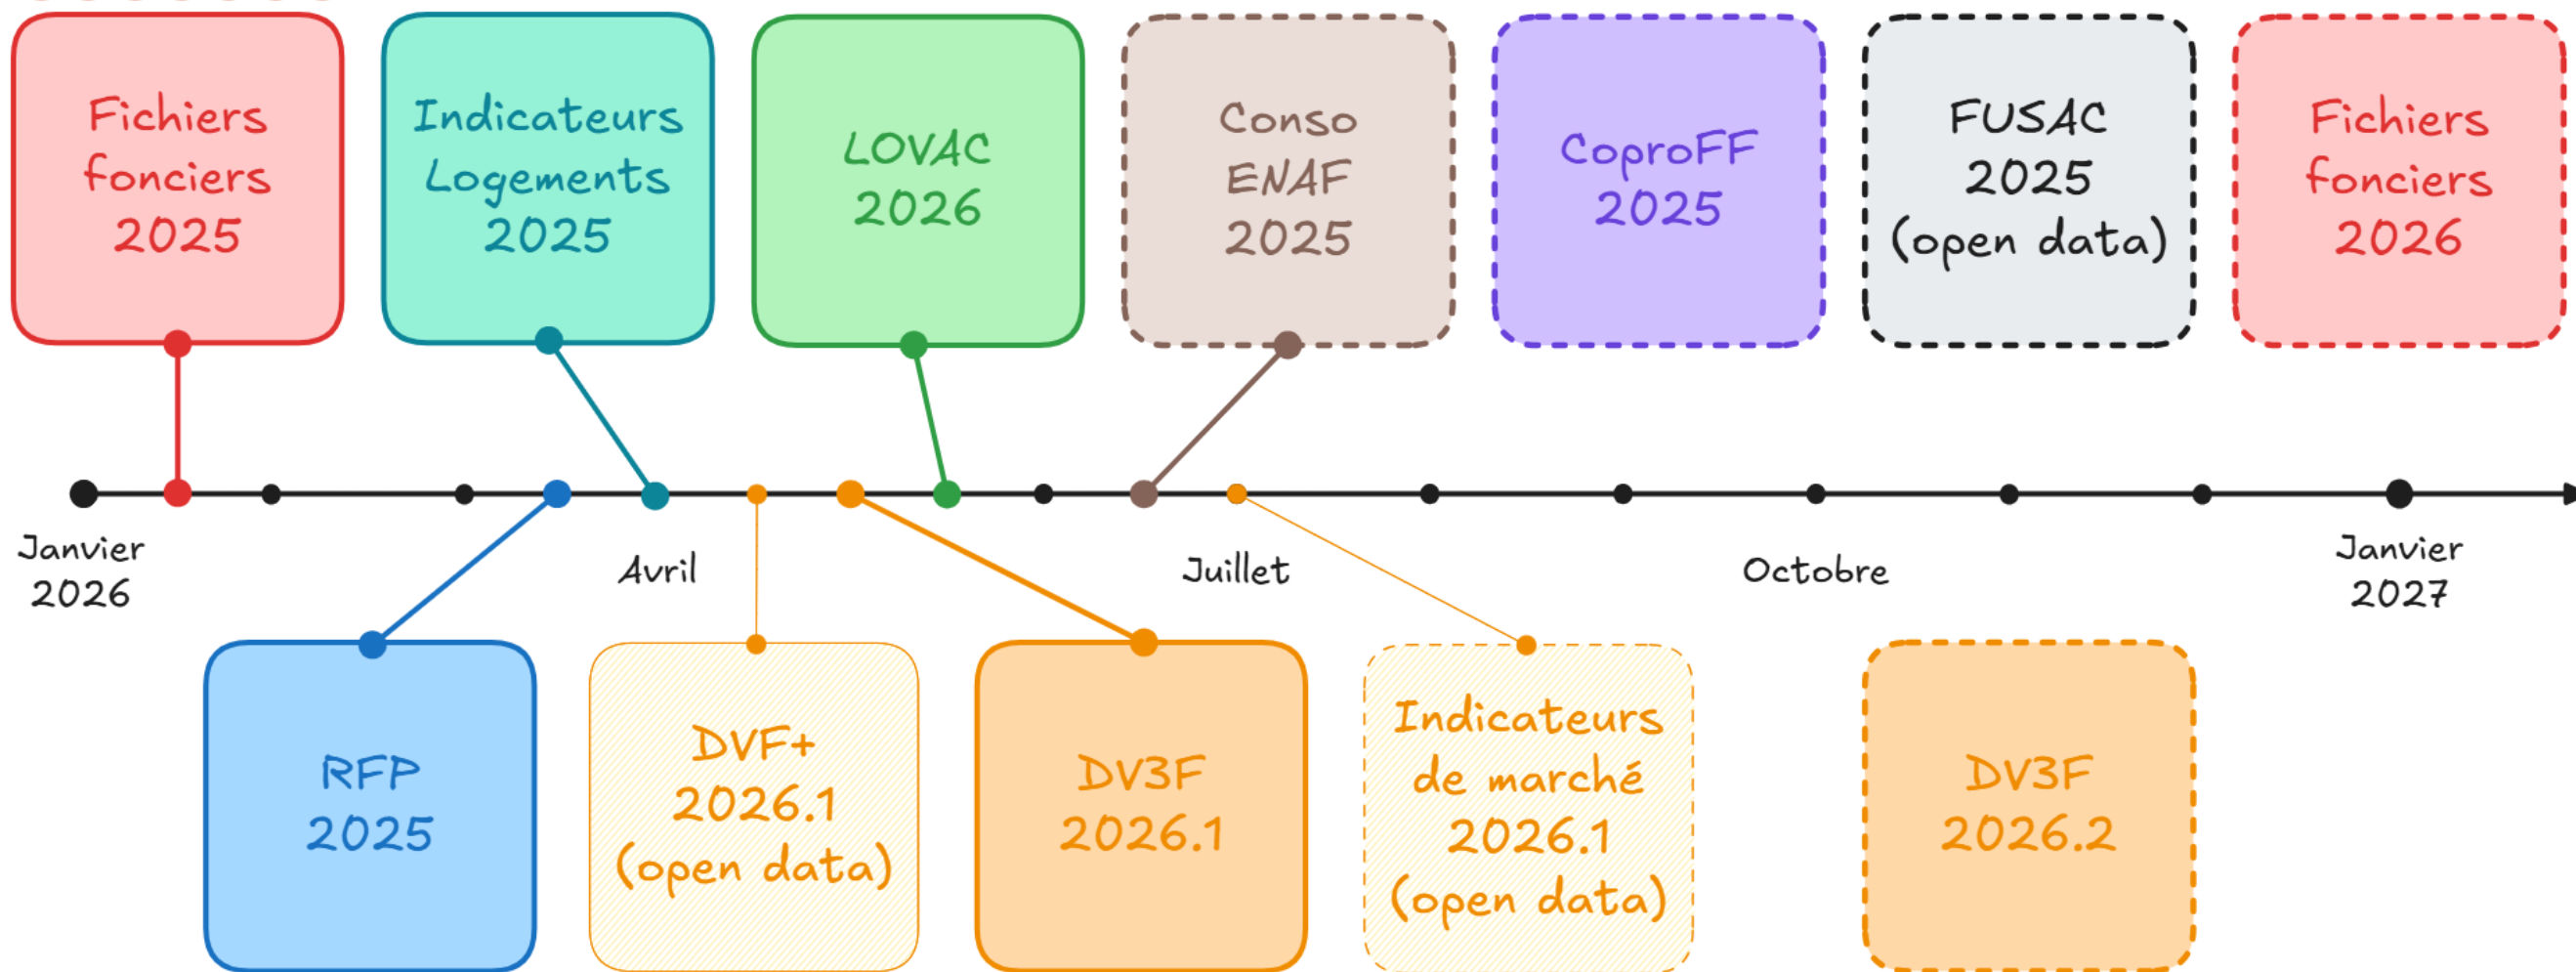 Fichiers
fonciers
2025
Indicateurs
Logements
2025
LOVAC
2026
Conso
ENAF
2025
CoproFF
2025
FUSAC
2025
(open data)
Fichiers
fonciers
2026
Janvier
2026
Avril
Juillet
Octobre
Janvier
2027
RFP
2025
DVF+
2026.1
(open data)
DV3F
2026.1
Indicateurs
de marché
2026.1
(open data)
DV3F
2026.2